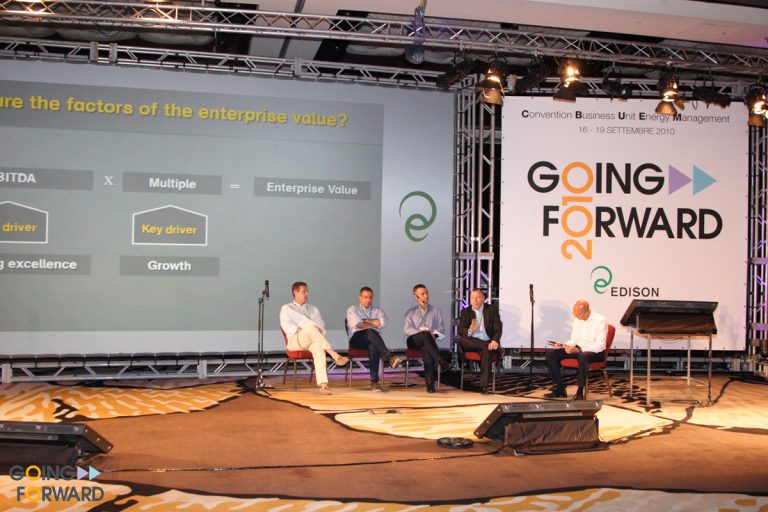 are the factors of the enterprise value?
BITDA X Multiple = Enterprise Value
driver Key driver
excellence Growth
Convention Business Unit Energy Management
16 - 19 SETTEMBRE 2010
GOING
FORWARD
2010
EDISON
GOING
FORWARD